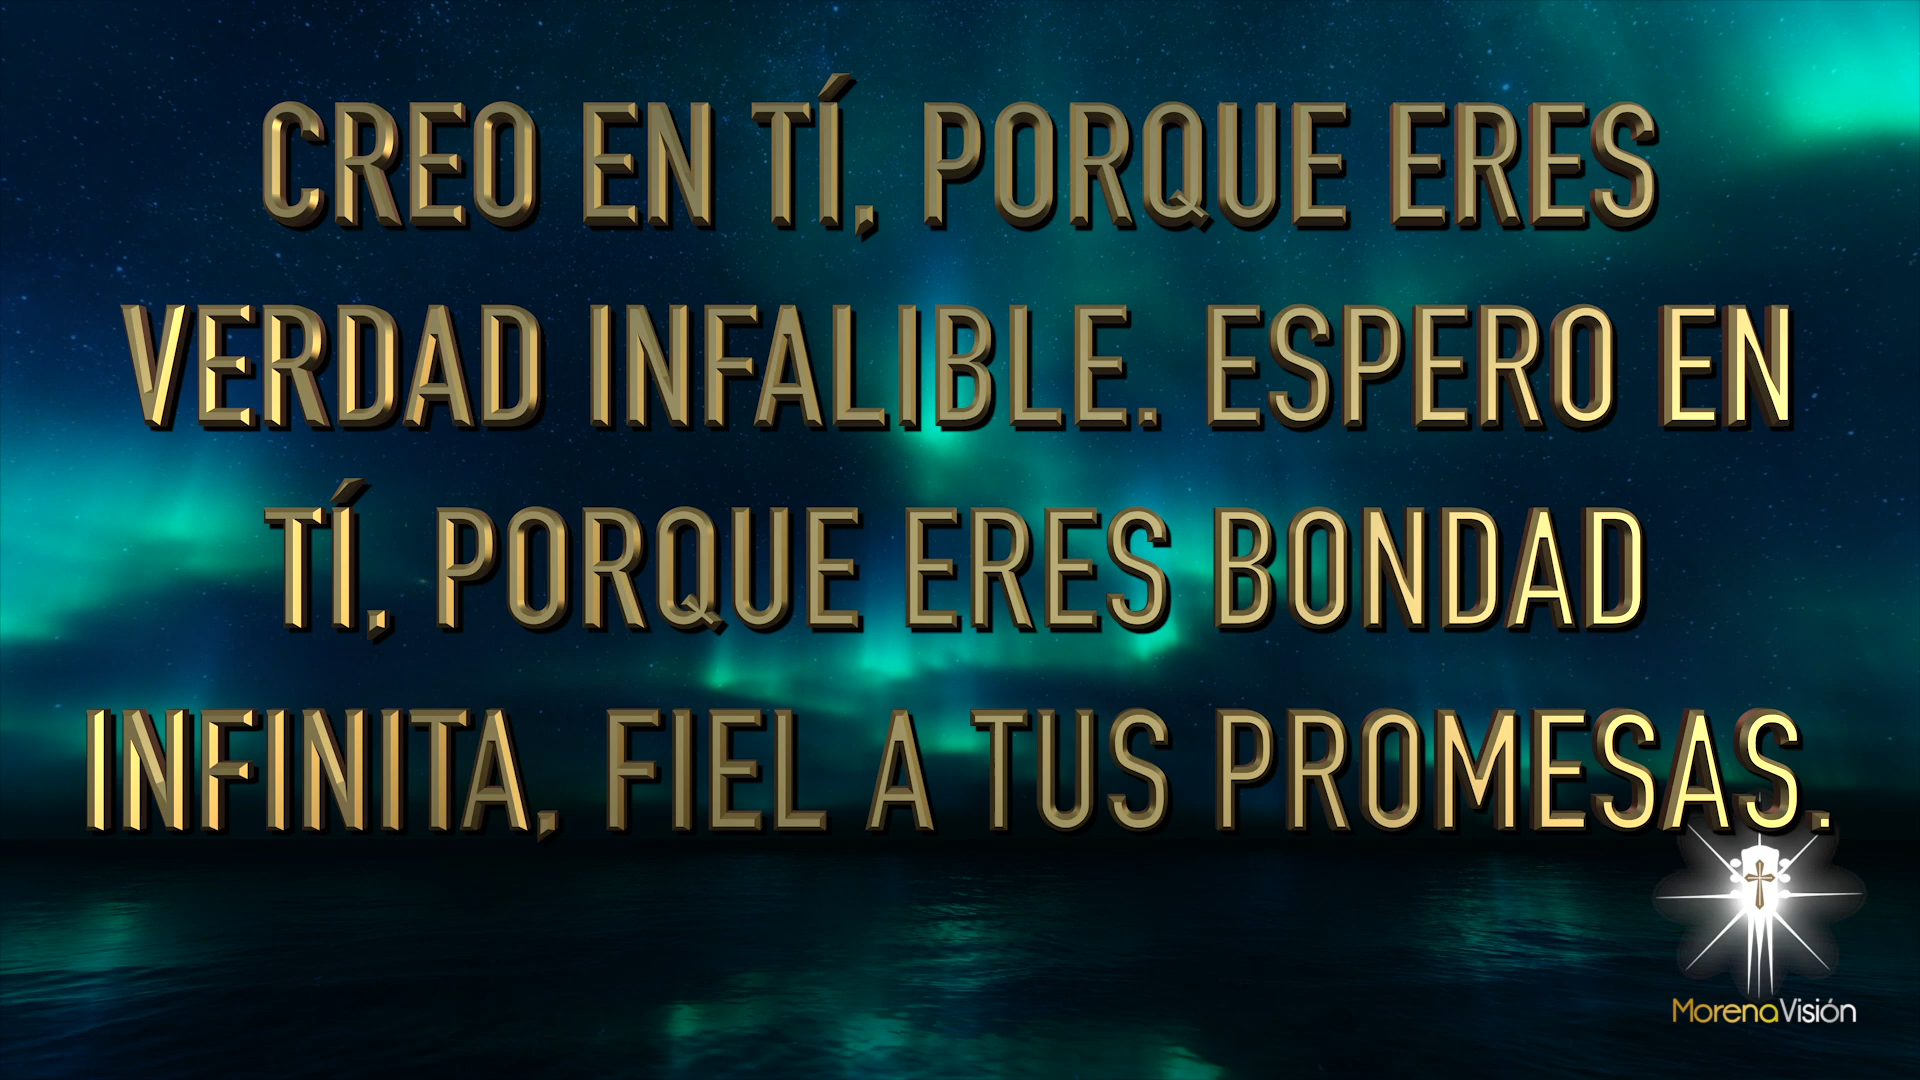 CREO EN TÍ, PORQUE ERES
VERDAD INFALIBLE. ESPERO EN
TÍ, PORQUE ERES BONDAD
INFINITA, FIEL A TUS PROMESAS.
MorenaVisión